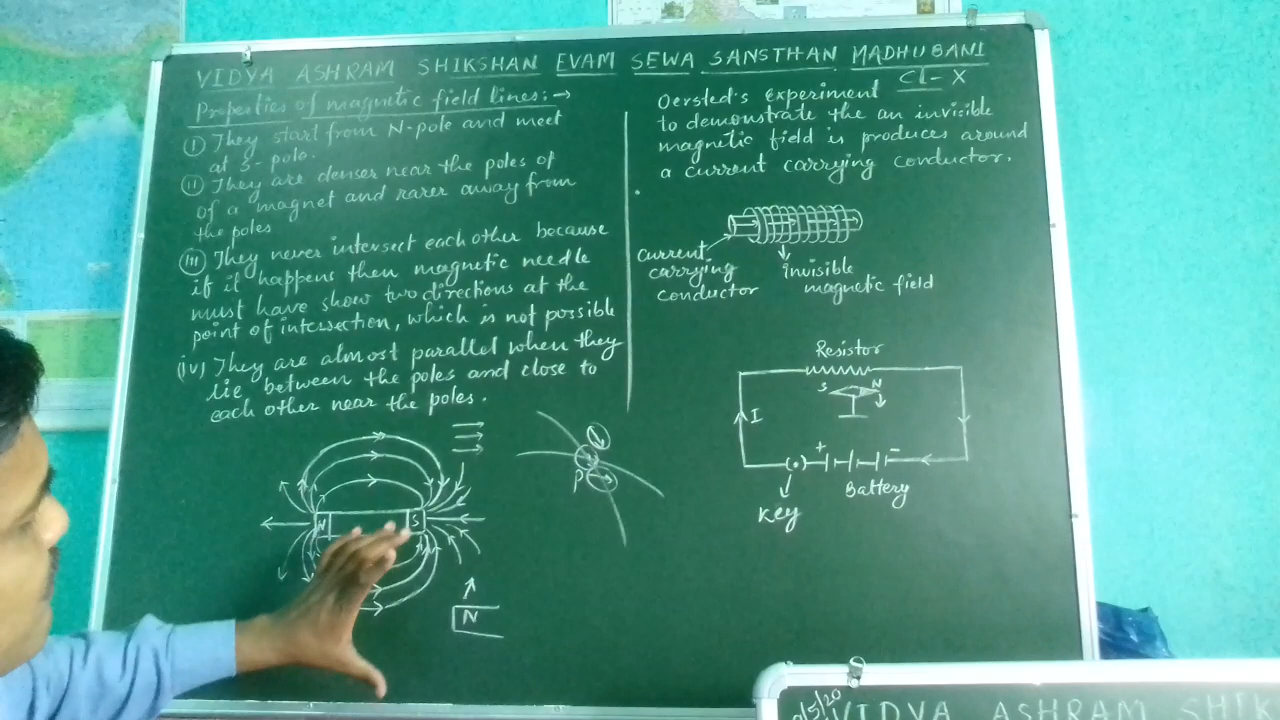 VIDYA ASHRAM SHIKSHAN EVAM SEWA SANSTHAN MADHUBANI
CL- X
Properties of magnetic field lines:→
(I) They start from N-pole and meet
at S- polo.
(II) They are denser near the poles of
of a magnet and rarer away from
the poles
(III) They never intersect each other because
if it happens then magnetic needle
must have show two directions at the
point of interssection, which is not possible
(iv) They are almost parallel when they
lie between the poles and close to
each other near the poles.
N
S
P
N
Oersted's experiment
to demonstrate the an invisible
magnetic field is produces around
a current carrying conductor.
current
carrying
conductor
invisible
magnetic field
Resistor
S N
I
+ -
Battery
Key
VIDYA ASHRAM SHIK